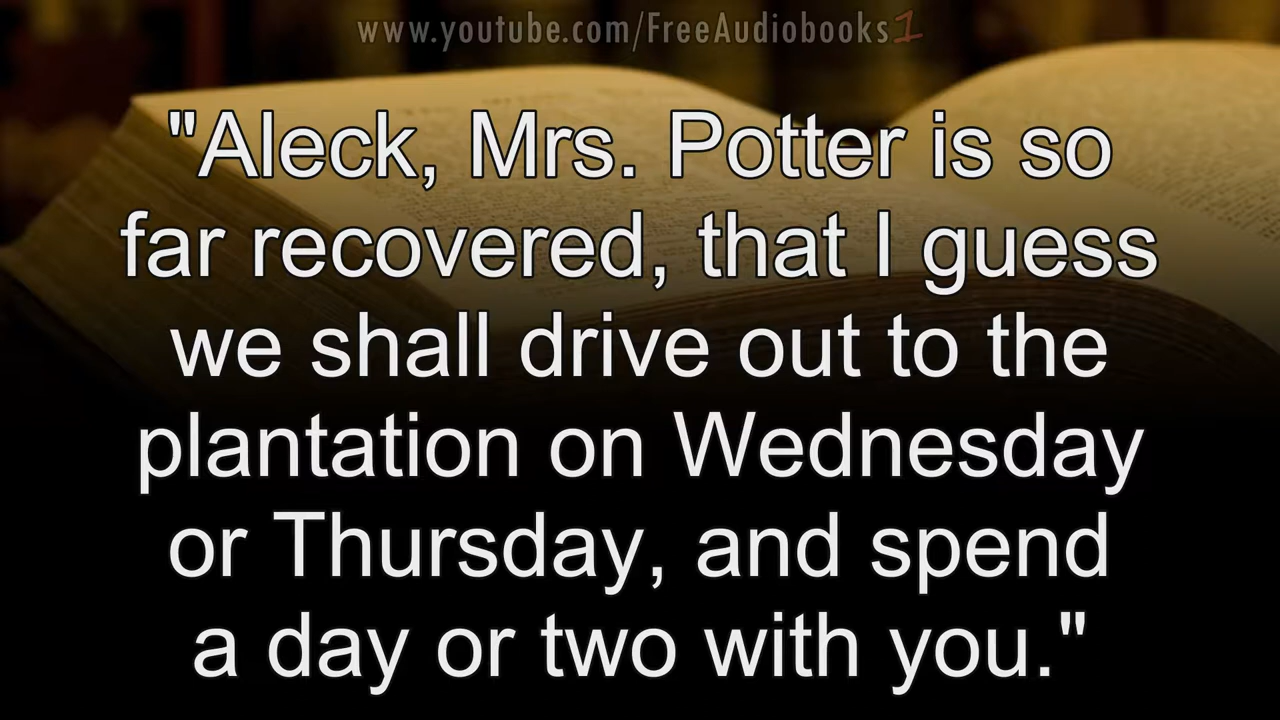 www.youtube.com/FreeAudiobooks1
"Aleck, Mrs. Potter is so
far recovered, that I guess
we shall drive out to the
plantation on Wednesday
or Thursday, and spend
a day or two with you."